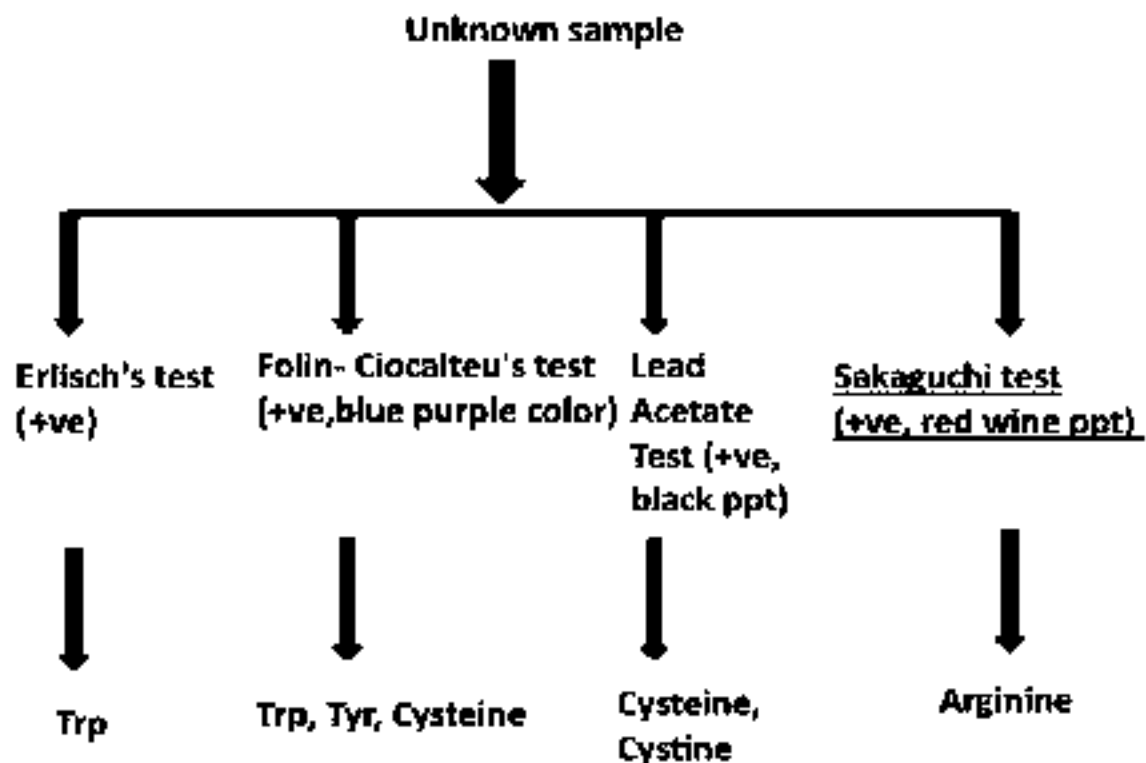 Unknown sample
Erlisch's test
(+ve)
Folin- Ciocalteu's test
(+ve,blue purple color)
Lead
Acetate
Test (+ve,
black ppt)
Sakaguchi test
(+ve, red wine ppt)
Trp
Trp, Tyr, Cysteine
Cysteine,
Cystine
Arginine